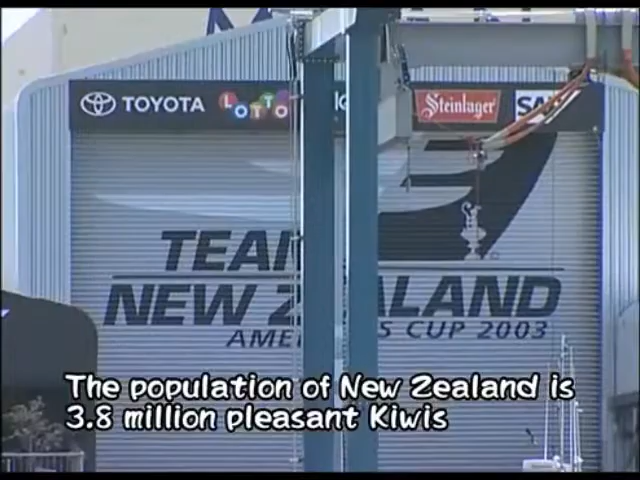 TOYOTA LOTTO Steinlager
TEAM
NEW ZEALAND
AMERICA'S CUP 2003
The population of New Zealand is
3.8 million pleasant Kiwis